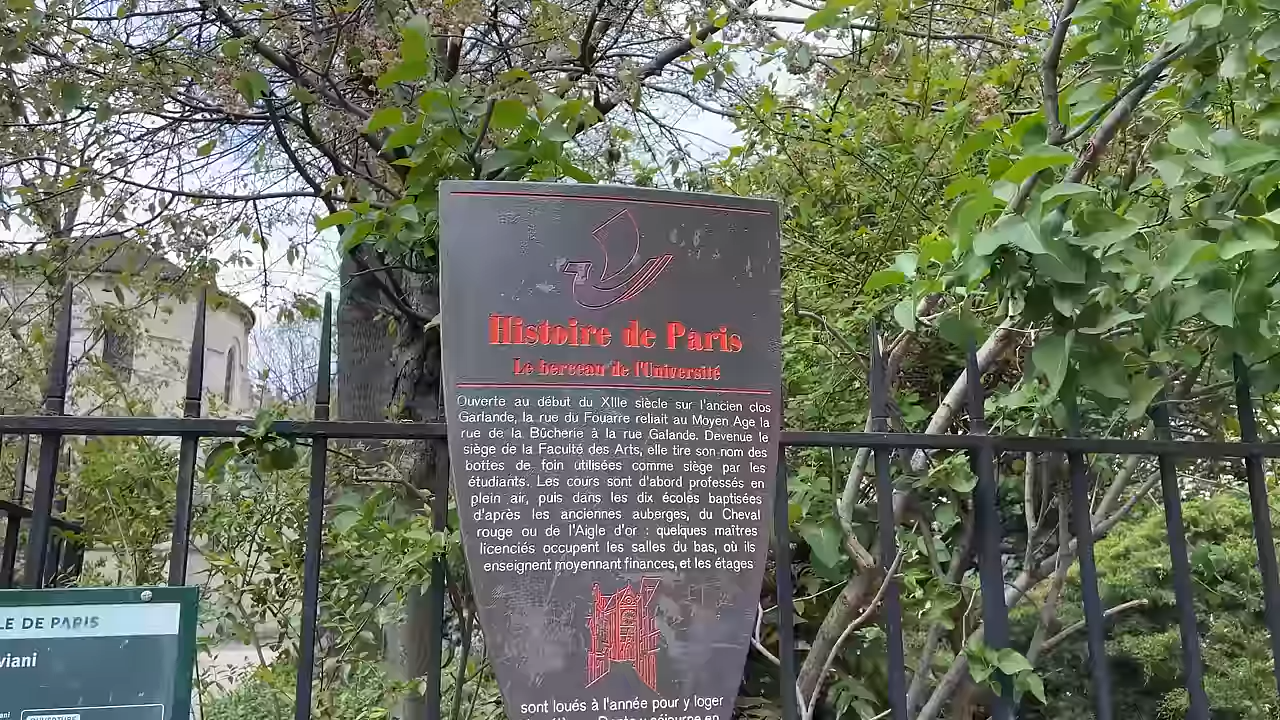 Histoire de Paris
Le berceau de l'Université
Ouverte au début du XIIIe siècle sur l'ancien clos
Garlande, la rue du Fouarre reliait au Moyen Age la
rue de la Bûcherie à la rue Galande. Devenue le
siège de la Faculté des Arts, elle tire son nom des
bottes de foin utilisées comme siège par les
étudiants. Les cours sont d'abord professés en
plein air, puis dans les dix écoles baptisées
d'après les anciennes auberges, du Cheval
rouge ou de l'Aigle d'or : quelques maîtres
licenciés occupent les salles du bas, où ils
enseignent moyennant finances, et les étages
sont loués à l'année pour y loger
Dante y séjourne en
LE DE PARIS
viani
OUVERTURE